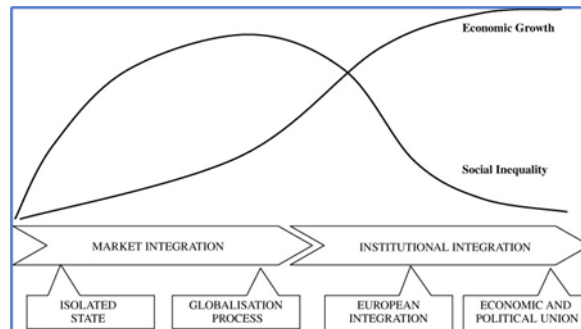 Economic Growth
Social Inequality
MARKET INTEGRATION
INSTITUTIONAL INTEGRATION
ISOLATED
STATE
GLOBALISATION
PROCESS
EUROPEAN
INTEGRATION
ECONOMIC AND
POLITICAL UNION